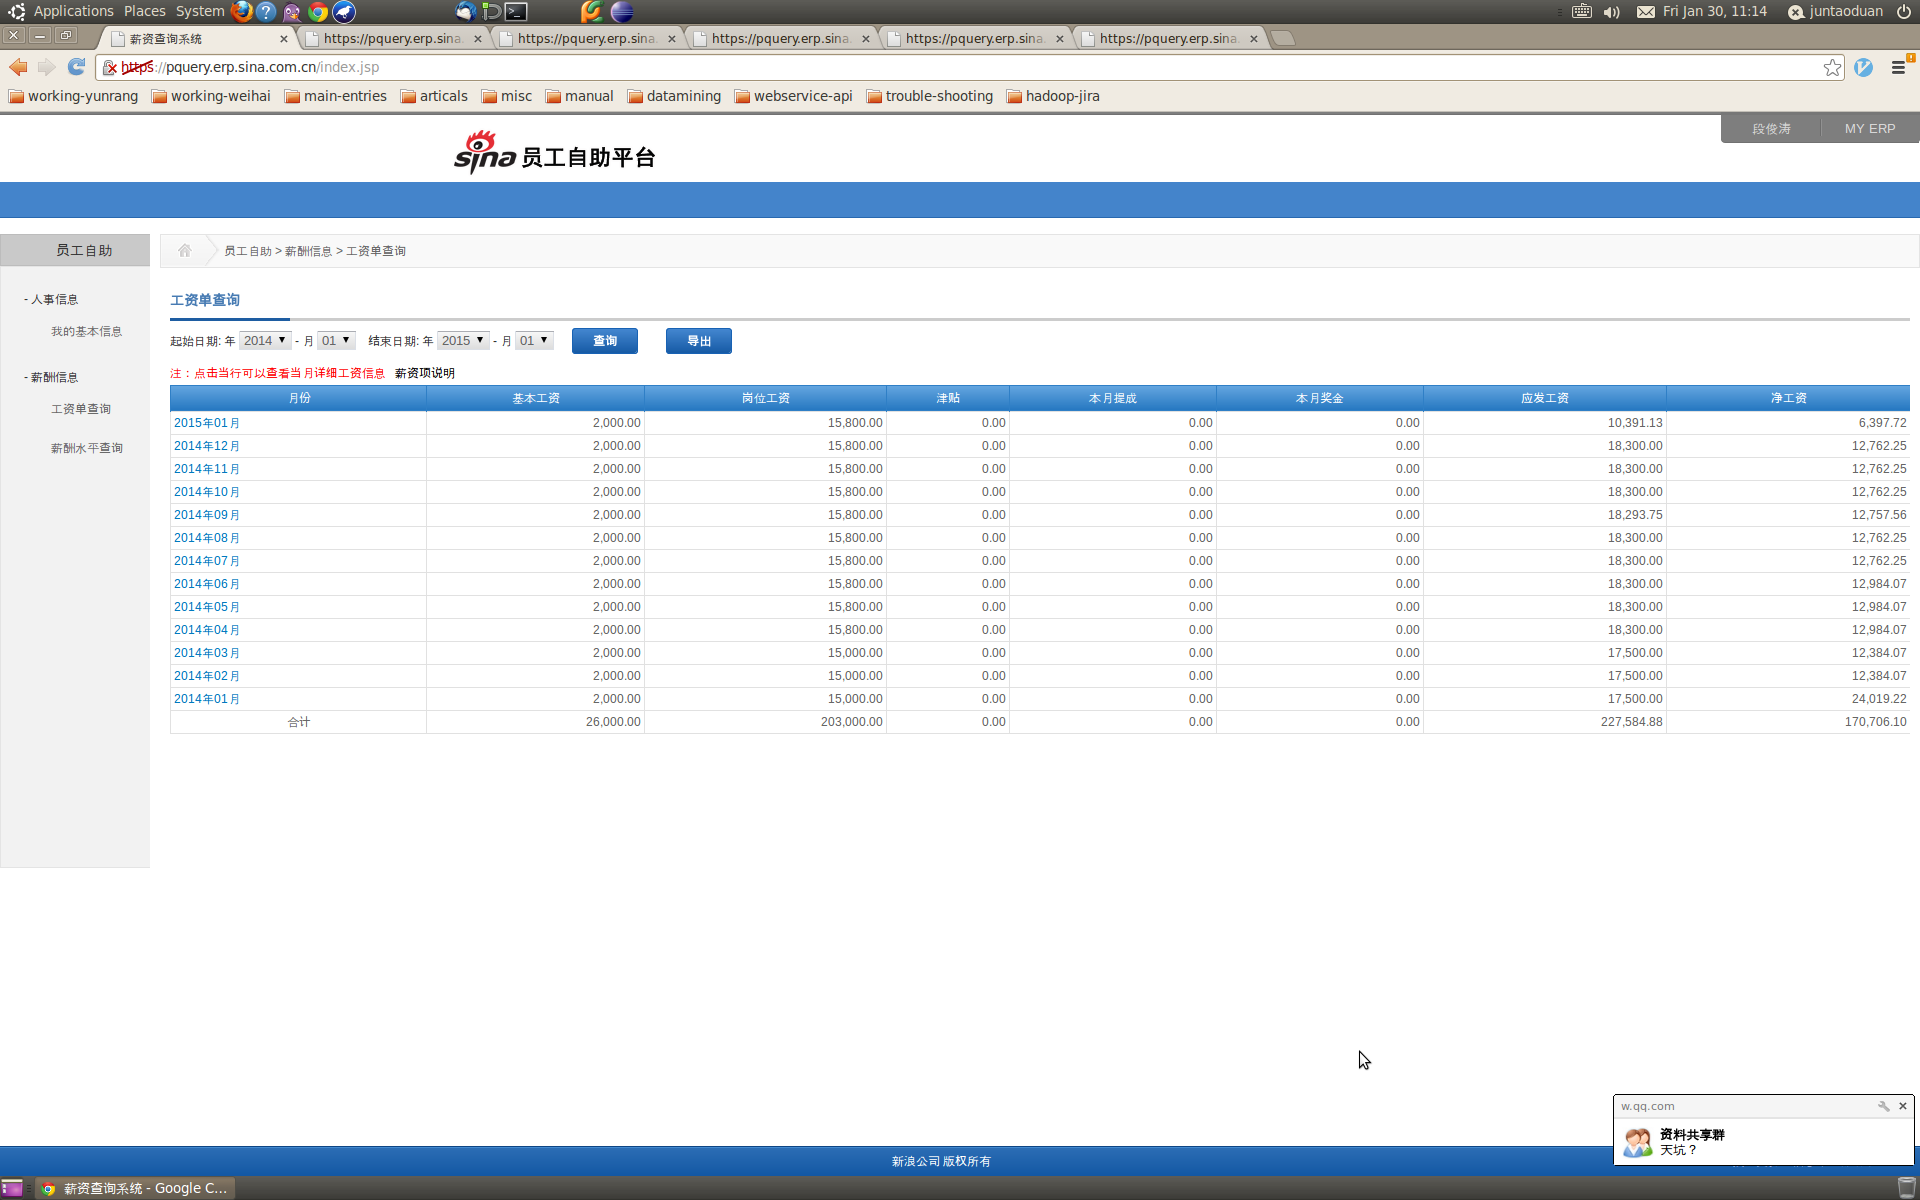 Applications Places System Fri Jan 30, 11:14 juntaoduan
薪资查询系统 https://pquery.erp.sina. https://pquery.erp.sina. https://pquery.erp.sina. https://pquery.erp.sina. https://pquery.erp.sina.
https://pquery.erp.sina.com.cn/index.jsp
working-yunrang working-weihai main-entries articals misc manual datamining webservice-api trouble-shooting hadoop-jira
段俊涛 MY ERP
sina 员工自助平台
员工自助
员工自助 > 薪酬信息 > 工资单查询
- 人事信息
我的基本信息
- 薪酬信息
工资单查询
薪酬水平查询
工资单查询
起始日期: 年 2014 - 月 01 结束日期: 年 2015 - 月 01 查询 导出
注：点击当行可以查看当月详细工资信息 薪资项说明
月份 基本工资 岗位工资 津贴 本月提成 本月奖金 应发工资 净工资
2015年01月 2,000.00 15,800.00 0.00 0.00 0.00 10,391.13 6,397.72
2014年12月 2,000.00 15,800.00 0.00 0.00 0.00 18,300.00 12,762.25
2014年11月 2,000.00 15,800.00 0.00 0.00 0.00 18,300.00 12,762.25
2014年10月 2,000.00 15,800.00 0.00 0.00 0.00 18,300.00 12,762.25
2014年09月 2,000.00 15,800.00 0.00 0.00 0.00 18,293.75 12,757.56
2014年08月 2,000.00 15,800.00 0.00 0.00 0.00 18,300.00 12,762.25
2014年07月 2,000.00 15,800.00 0.00 0.00 0.00 18,300.00 12,762.25
2014年06月 2,000.00 15,800.00 0.00 0.00 0.00 18,300.00 12,984.07
2014年05月 2,000.00 15,800.00 0.00 0.00 0.00 18,300.00 12,984.07
2014年04月 2,000.00 15,800.00 0.00 0.00 0.00 18,300.00 12,984.07
2014年03月 2,000.00 15,000.00 0.00 0.00 0.00 17,500.00 12,384.07
2014年02月 2,000.00 15,000.00 0.00 0.00 0.00 17,500.00 12,384.07
2014年01月 2,000.00 15,000.00 0.00 0.00 0.00 17,500.00 24,019.22
合计 26,000.00 203,000.00 0.00 0.00 0.00 227,584.88 170,706.10
w.qq.com
资料共享群
天坑？
新浪公司 版权所有
薪资查询系统 - Google C...